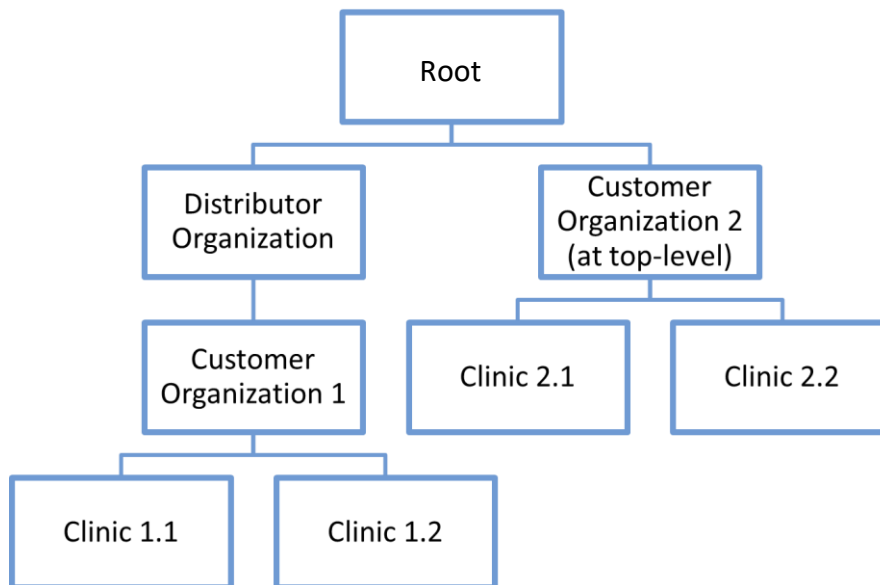 Root
Distributor
Organization
Customer
Organization 2
(at top-level)
Customer
Organization 1
Clinic 2.1
Clinic 2.2
Clinic 1.1
Clinic 1.2